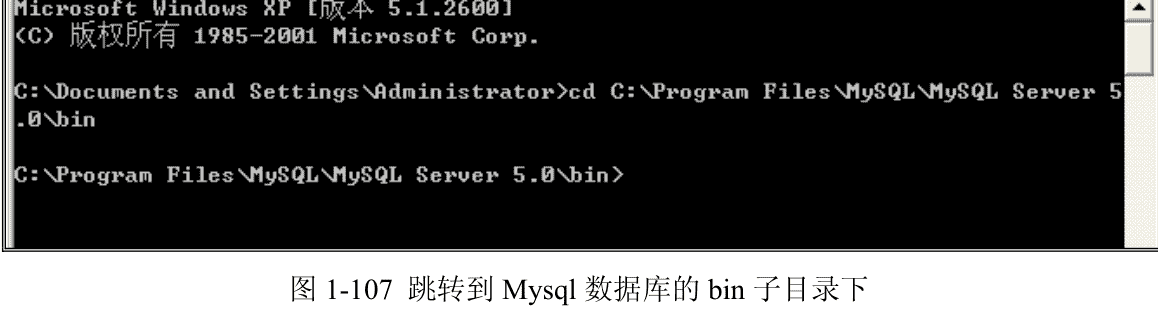 Microsoft Windows XP [版本 5.1.2600]
(C) 版权所有 1985-2001 Microsoft Corp.
C:\Documents and Settings\Administrator>cd C:\Program Files\MySQL\MySQL Server 5
.0\bin
C:\Program Files\MySQL\MySQL Server 5.0\bin>
图 1-107 跳转到 Mysql 数据库的 bin 子目录下